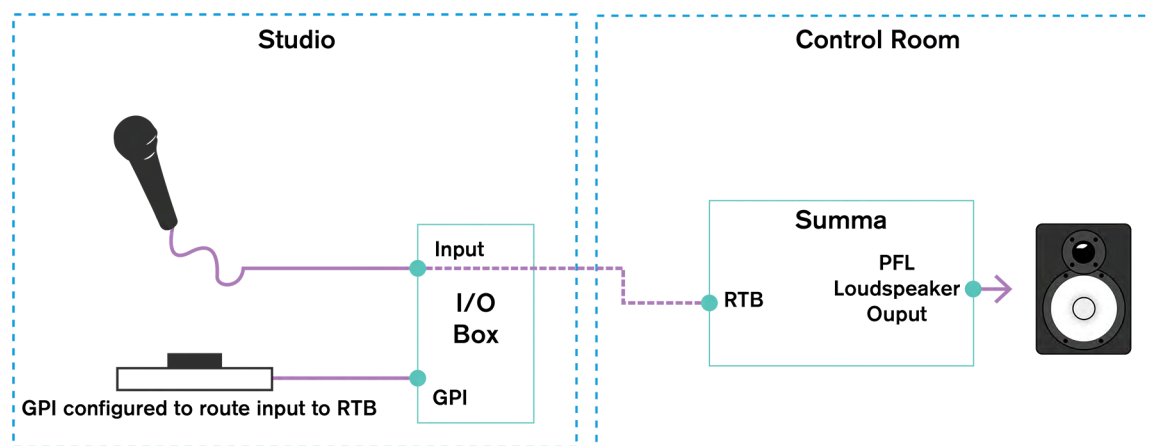 Studio
Control Room
Input
I/O
Box
GPI
GPI configured to route input to RTB
Summa
RTB
PFL
Loudspeaker
Ouput